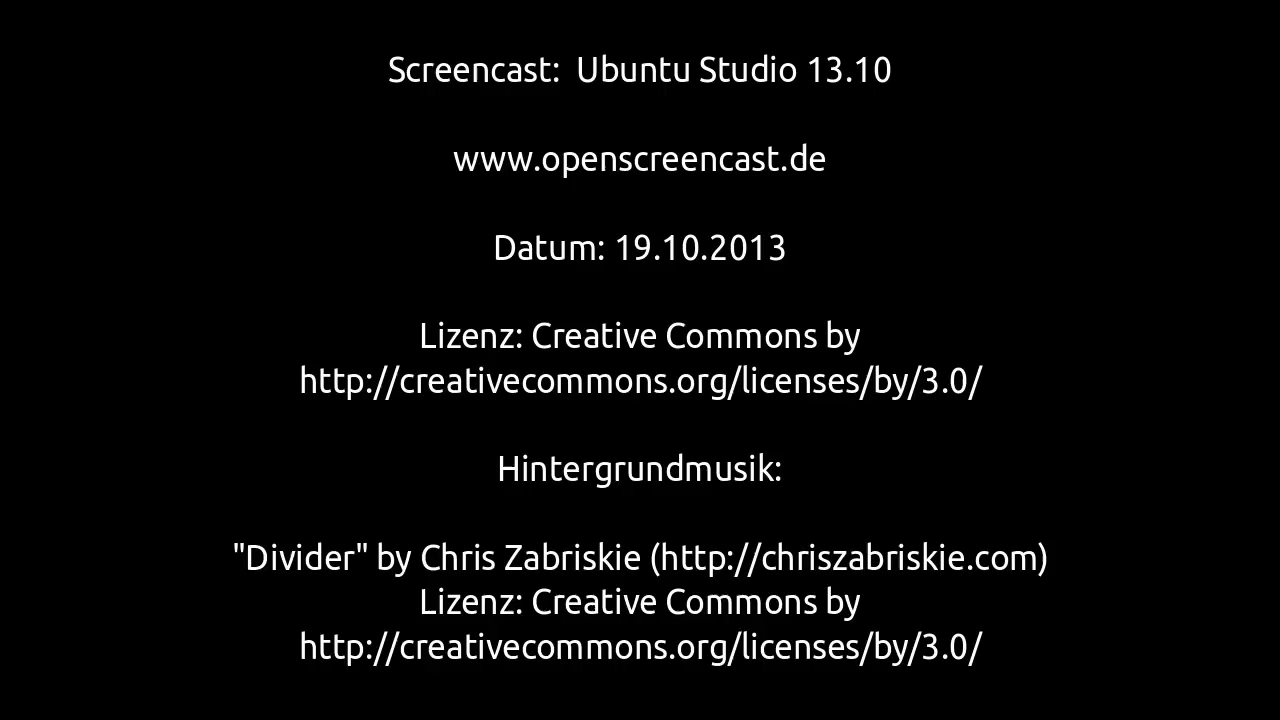 Screencast:  Ubuntu Studio 13.10
www.openscreencast.de
Datum: 19.10.2013
Lizenz: Creative Commons by
http://creativecommons.org/licenses/by/3.0/
Hintergrundmusik:
"Divider" by Chris Zabriskie (http://chriszabriskie.com)
Lizenz: Creative Commons by
http://creativecommons.org/licenses/by/3.0/